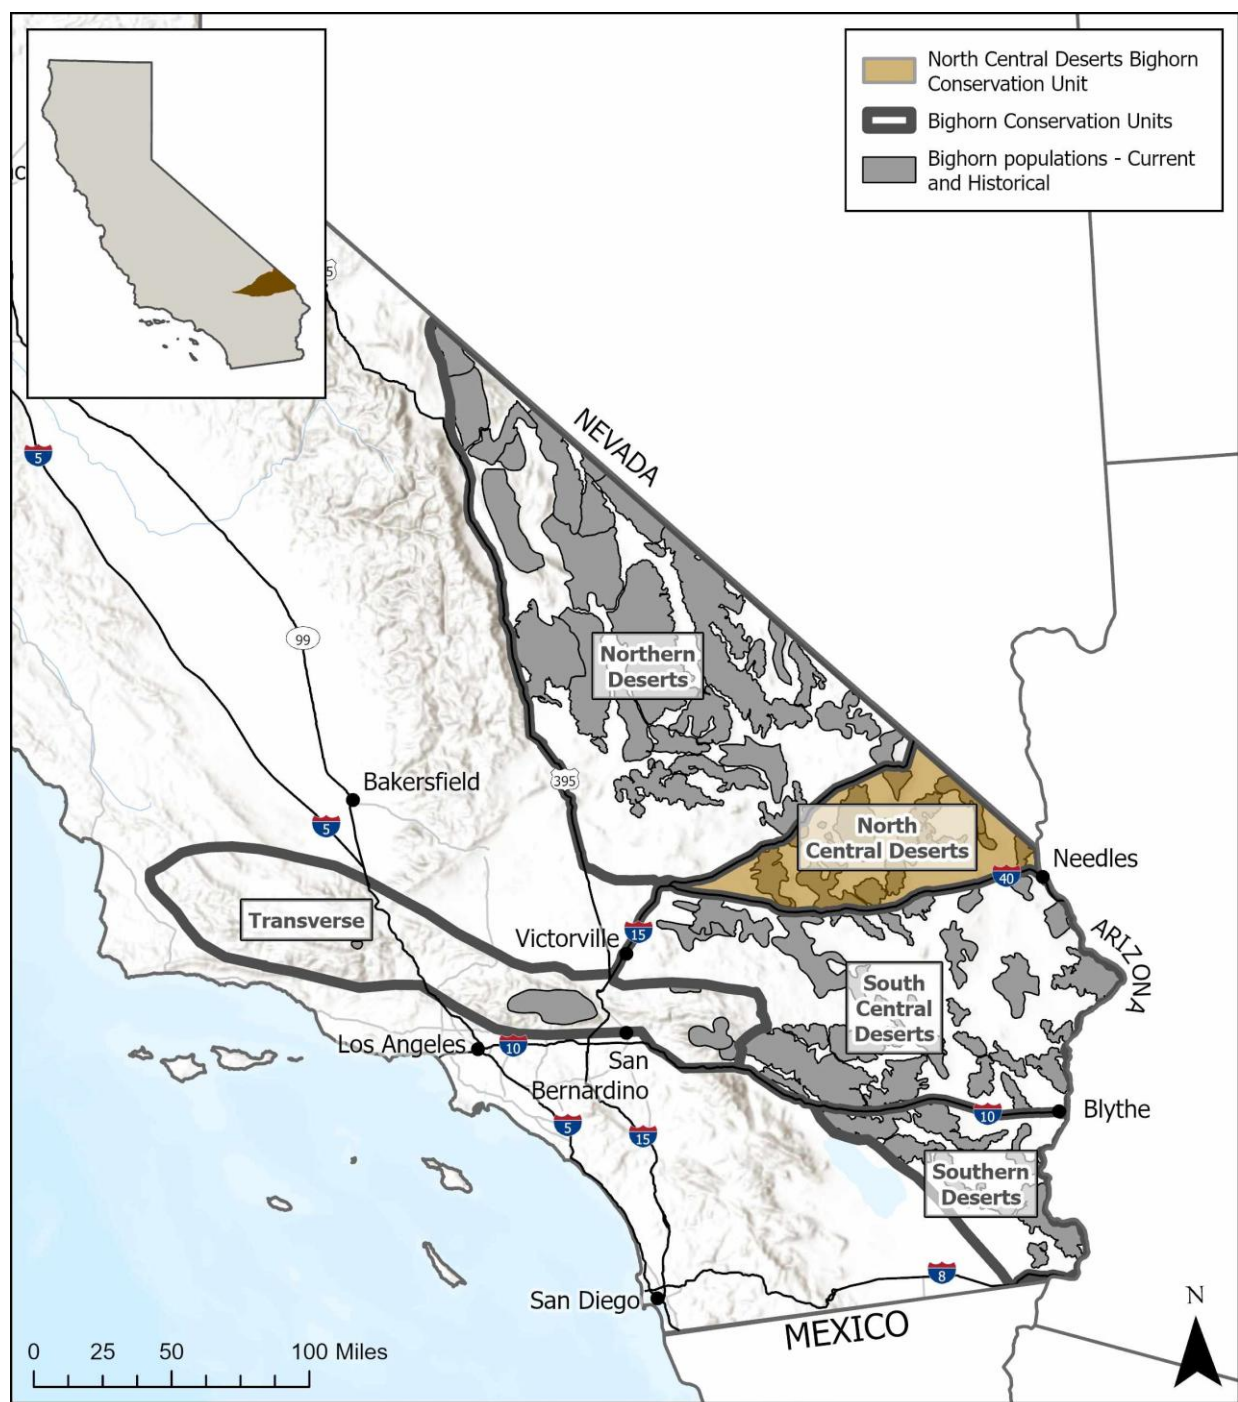 North Central Deserts Bighorn
Conservation Unit
Bighorn Conservation Units
Bighorn populations - Current
and Historical
5
NEVADA
5
99
Northern
Deserts
395
Bakersfield
5
North
Central Deserts
Needles
40
Transverse
Victorville
15
ARIZONA
South
Central
Deserts
Los Angeles
10
San
Bernardino
Blythe
10
5
15
Southern
Deserts
8
San Diego
MEXICO
N
0 25 50 100 Miles